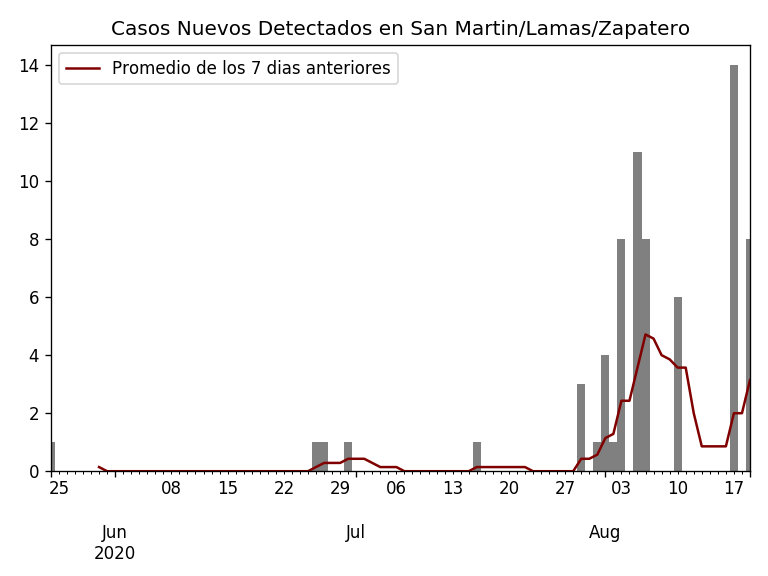 Casos Nuevos Detectados en San Martin/Lamas/Zapatero
Promedio de los 7 dias anteriores
14
12
10
8
6
4
2
0
25 08 15 22 29 06 13 20 27 03 10 17
Jun Jul Aug
2020